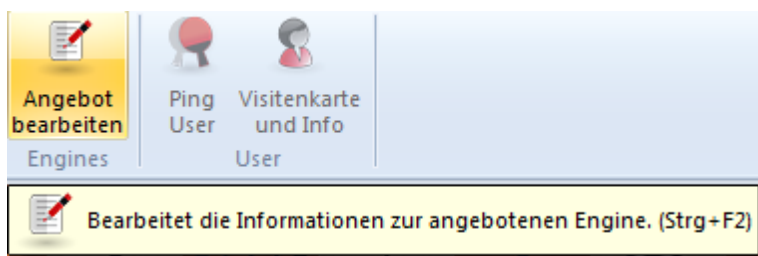 Angebot
bearbeiten
Ping
User
Visitenkarte
und Info
Engines
User
Bearbeitet die Informationen zur angebotenen Engine. (Strg+F2)